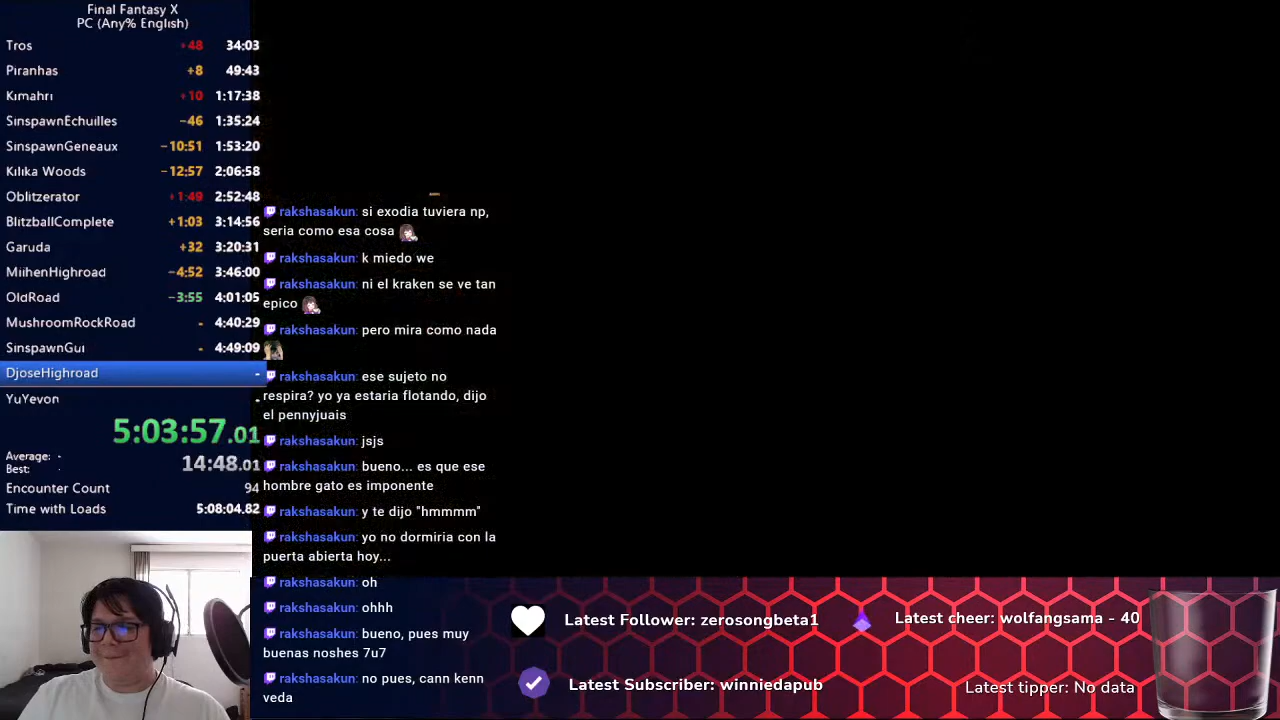 Final Fantasy X
PC (Any% English)
Tros +48 34:03
Piranhas +8 49:43
Kimahri +10 1:17:38
SinspawnEchuilles -46 1:35:24
SinspawnGeneaux -10:51 1:53:20
Kilika Woods -12:57 2:06:58
Oblitzerator +1:49 2:52:48
BlitzballComplete +1:03 3:14:56
Garuda +32 3:20:31
MiihenHighroad -4:52 3:46:00
OldRoad -3:55 4:01:05
MushroomRockRoad - 4:40:29
SinspawnGui - 4:49:09
DjoseHighroad -
YuYevon -
5:03:57.01
Average: -
Best: -
14:48.01
Encounter Count 94
Time with Loads 5:08:04.82
rakshasakun: si exodia tuviera np,
seria como esa cosa
rakshasakun: k miedo we
rakshasakun: ni el kraken se ve tan
epico
rakshasakun: pero mira como nada
rakshasakun: ese sujeto no
respira? yo ya estaria flotando, dijo
el pennyjuais
rakshasakun: jsjs
rakshasakun: bueno... es que ese
hombre gato es imponente
rakshasakun: y te dijo "hmmmm"
rakshasakun: yo no dormiria con la
puerta abierta hoy...
rakshasakun: oh
rakshasakun: ohhh
rakshasakun: bueno, pues muy
buenas noshes 7u7
rakshasakun: no pues, cann kenn
veda
Latest Follower: zerosongbeta1
Latest cheer: wolfangsama - 40
Latest Subscriber: winniedapub
Latest tipper: No data